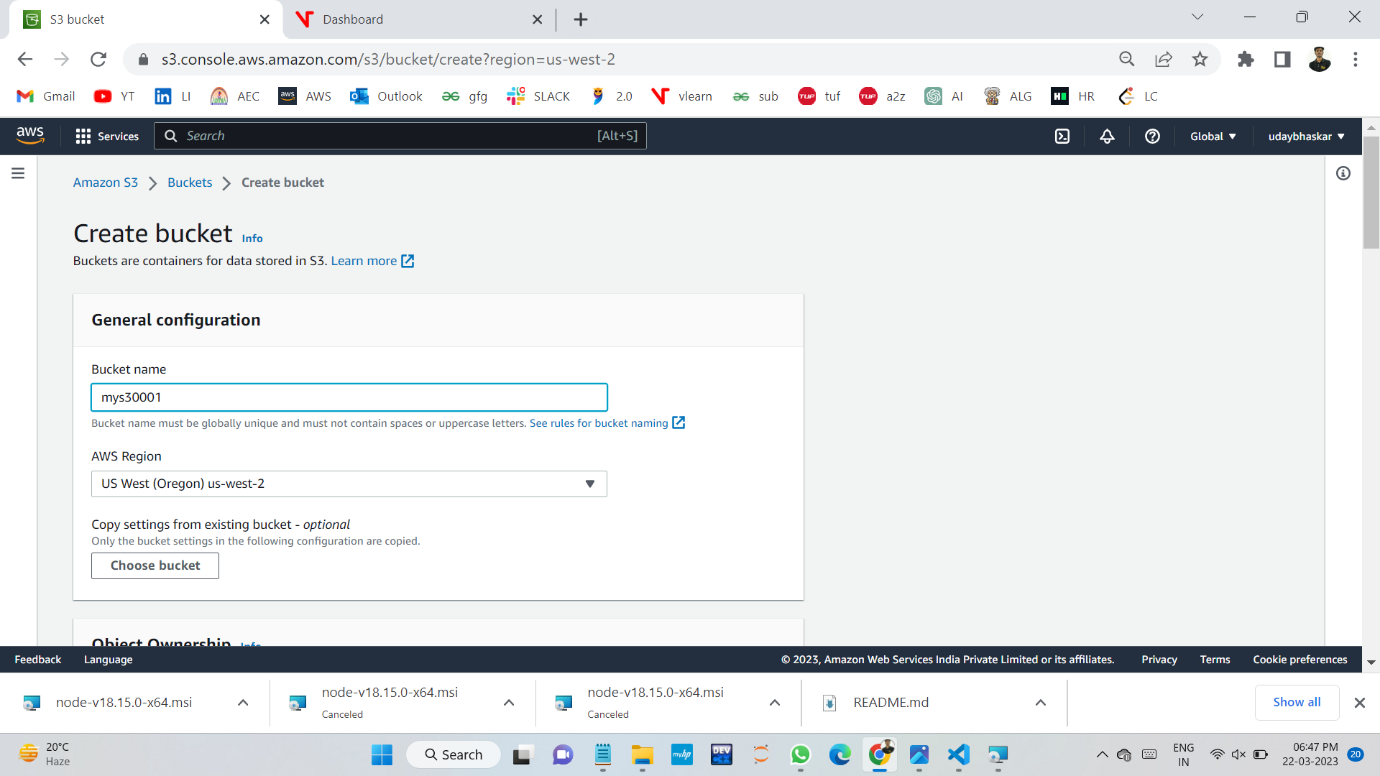 S3 bucket
Dashboard
s3.console.aws.amazon.com/s3/bucket/create?region=us-west-2
Gmail YT LI AEC AWS Outlook gfg SLACK 2.0 vlearn sub tuf a2z AI ALG HR LC
aws Services Search [Alt+S] Global udaybhaskar
Amazon S3 Buckets Create bucket
Create bucket Info
Buckets are containers for data stored in S3. Learn more
General configuration
Bucket name
mys30001
Bucket name must be globally unique and must not contain spaces or uppercase letters. See rules for bucket naming
AWS Region
US West (Oregon) us-west-2
Copy settings from existing bucket - optional
Only the bucket settings in the following configuration are copied.
Choose bucket
Object Ownership Info
Feedback Language © 2023, Amazon Web Services India Private Limited or its affiliates. Privacy Terms Cookie preferences
node-v18.15.0-x64.msi
node-v18.15.0-x64.msi
Canceled
node-v18.15.0-x64.msi
Canceled
README.md
Show all
20°C
Haze
Search
ENG
IN
06:47 PM
22-03-2023
20